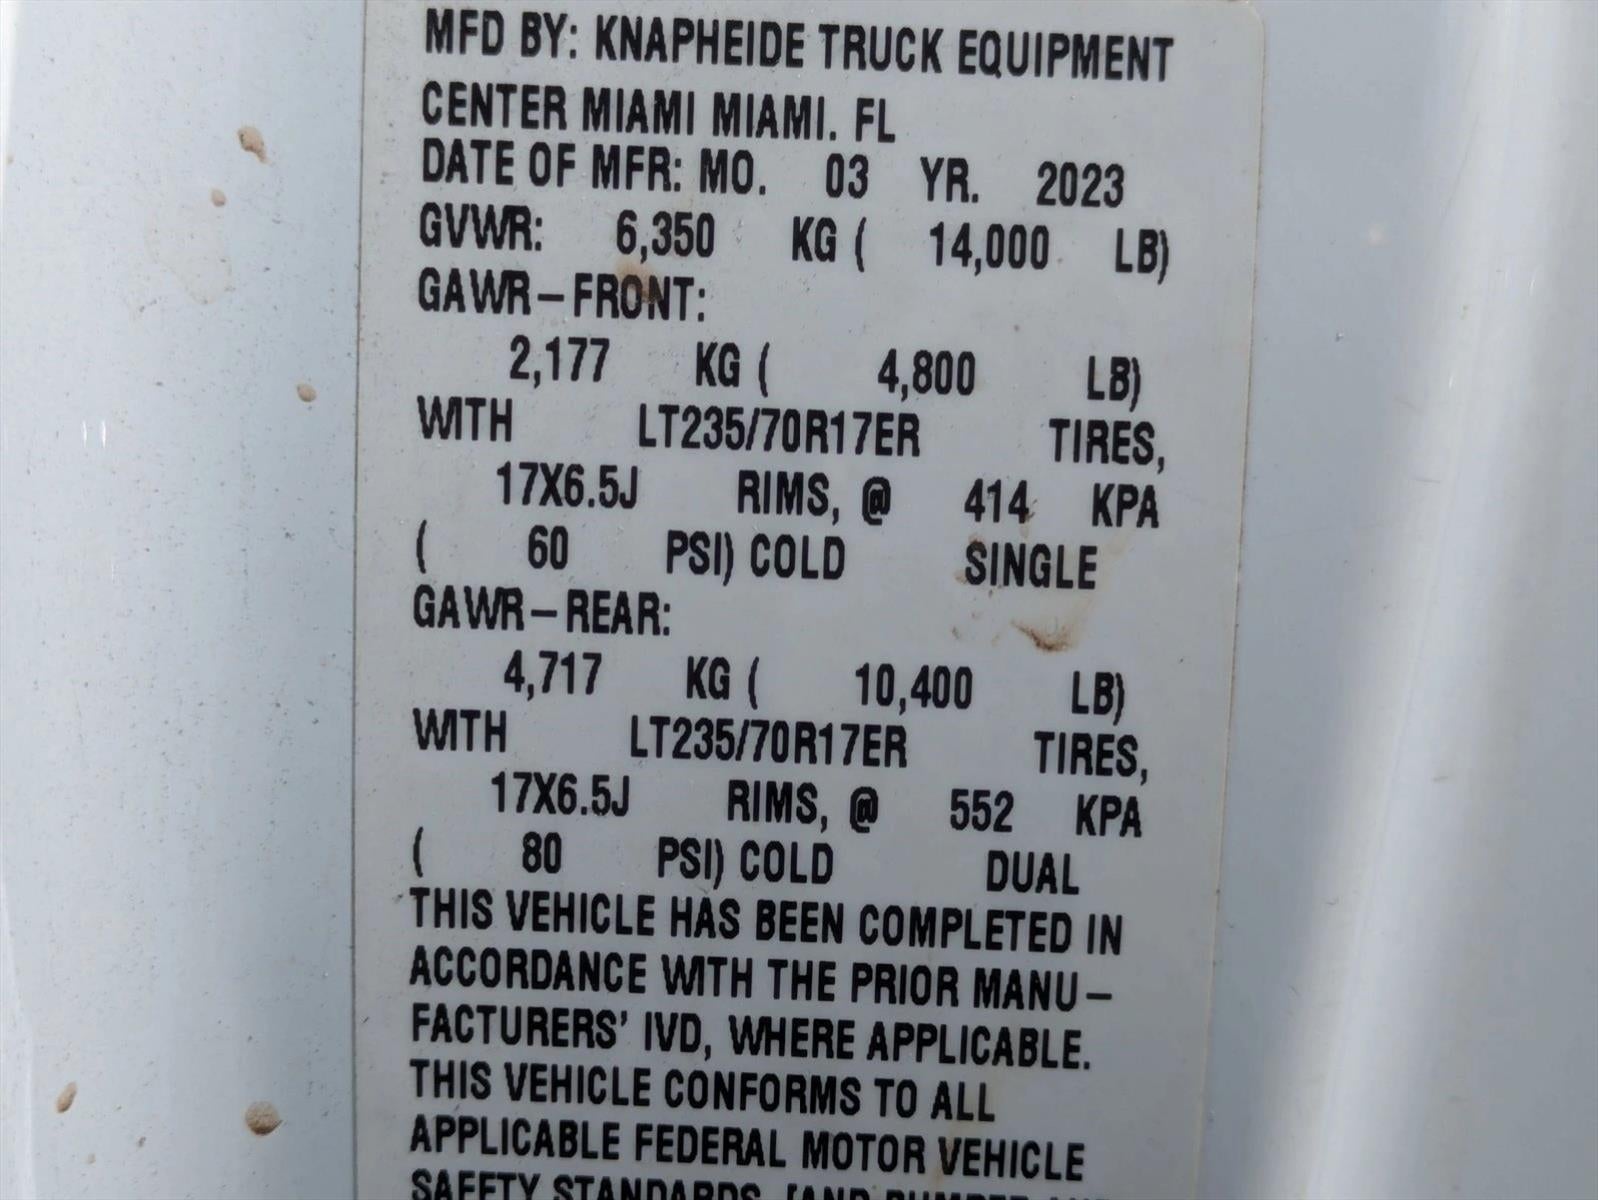 MFD BY: KNAPHEIDE TRUCK EQUIPMENT
CENTER MIAMI MIAMI. FL
DATE OF MFR: MO. 03 YR. 2023
GVWR: 6,350 KG ( 14,000 LB)
GAWR-FRONT:
2,177 KG ( 4,800 LB)
WITH LT235/70R17ER TIRES,
17X6.5J RIMS, @ 414 KPA
( 60 PSI) COLD SINGLE
GAWR-REAR:
4,717 KG ( 10,400 LB)
WITH LT235/70R17ER TIRES,
17X6.5J RIMS, @ 552 KPA
( 80 PSI) COLD DUAL
THIS VEHICLE HAS BEEN COMPLETED IN
ACCORDANCE WITH THE PRIOR MANU-
FACTURERS' IVD, WHERE APPLICABLE.
THIS VEHICLE CONFORMS TO ALL
APPLICABLE FEDERAL MOTOR VEHICLE
SAFETY STANDARDS, [AND BUMPER